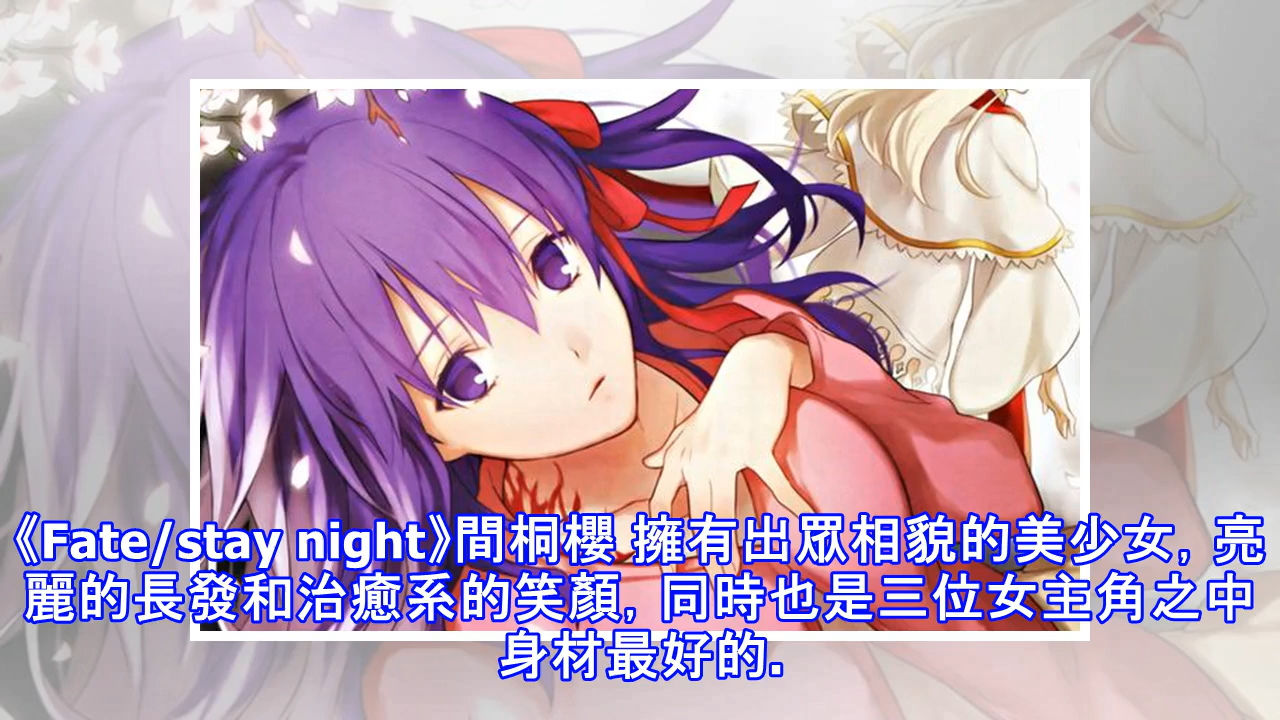 《Fate/stay night》間桐櫻 擁有出眾相貌的美少女, 亮
麗的長發和治癒系的笑顏, 同時也是三位女主角之中
身材最好的.